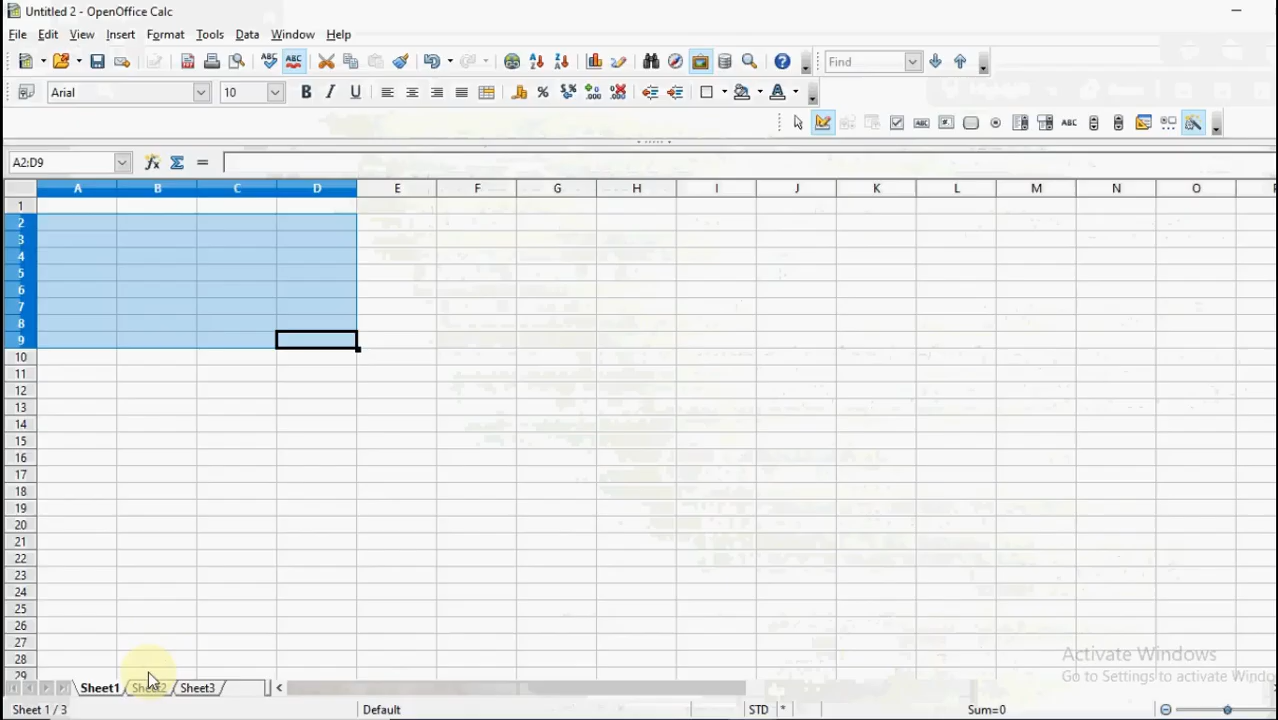 Untitled 2 - OpenOffice Calc
File Edit View Insert Format Tools Data Window Help
Find
Arial 10
A2:D9
A B C D E F G H I J K L M N O
1
2
3
4
5
6
7
8
9
10
11
12
13
14
15
16
17
18
19
20
21
22
23
24
25
26
27
28
29
Activate Windows
Go to Settings to activate Windo
Sheet1 Sheet2 Sheet3
Sheet 1 / 3 Default STD * Sum=0